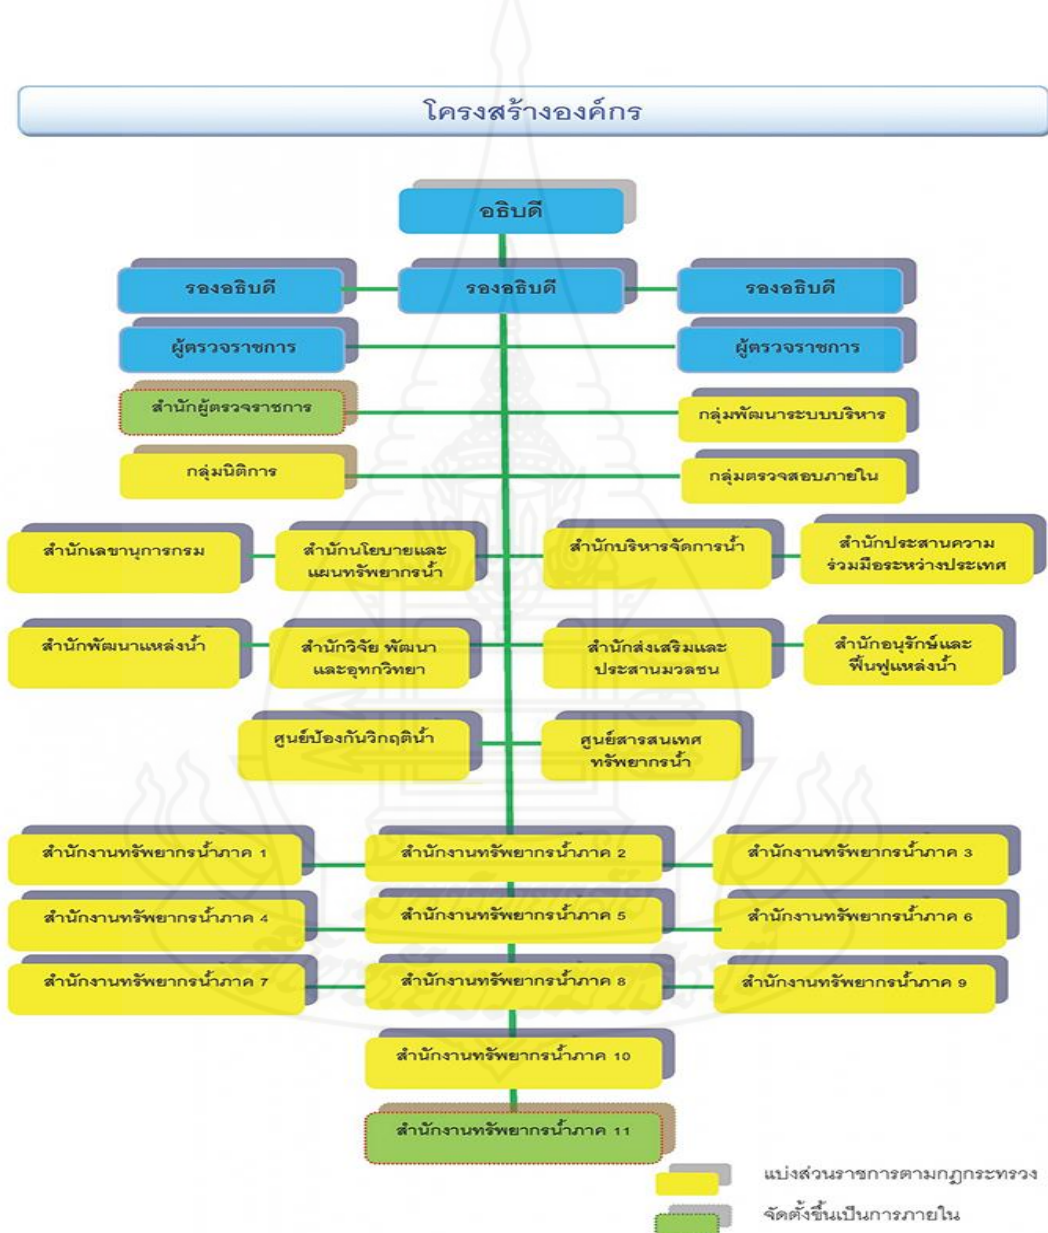 โครงสร้างองค์กร
อธิบดี
รองอธิบดี
รองอธิบดี
รองอธิบดี
ผู้ตรวจราชการ
ผู้ตรวจราชการ
สำนักผู้ตรวจราชการ
กลุ่มพัฒนาระบบบริหาร
กลุ่มนิติการ
กลุ่มตรวจสอบภายใน
สำนักเลขานุการกรม
สำนักนโยบายและ
แผนทรัพยากรน้ำ
สำนักบริหารจัดการน้ำ
สำนักประสานความ
ร่วมมือระหว่างประเทศ
สำนักพัฒนาแหล่งน้ำ
สำนักวิจัย พัฒนา
และอุทกวิทยา
สำนักส่งเสริมและ
ประสานมวลชน
สำนักอนุรักษ์และ
ฟื้นฟูแหล่งน้ำ
ศูนย์ป้องกันวิกฤติน้ำ
ศูนย์สารสนเทศ
ทรัพยากรน้ำ
สำนักงานทรัพยากรน้ำภาค 1
สำนักงานทรัพยากรน้ำภาค 2
สำนักงานทรัพยากรน้ำภาค 3
สำนักงานทรัพยากรน้ำภาค 4
สำนักงานทรัพยากรน้ำภาค 5
สำนักงานทรัพยากรน้ำภาค 6
สำนักงานทรัพยากรน้ำภาค 7
สำนักงานทรัพยากรน้ำภาค 8
สำนักงานทรัพยากรน้ำภาค 9
สำนักงานทรัพยากรน้ำภาค 10
สำนักงานทรัพยากรน้ำภาค 11
แบ่งส่วนราชการตามกฎกระทรวง
จัดตั้งขึ้นเป็นการภายใน